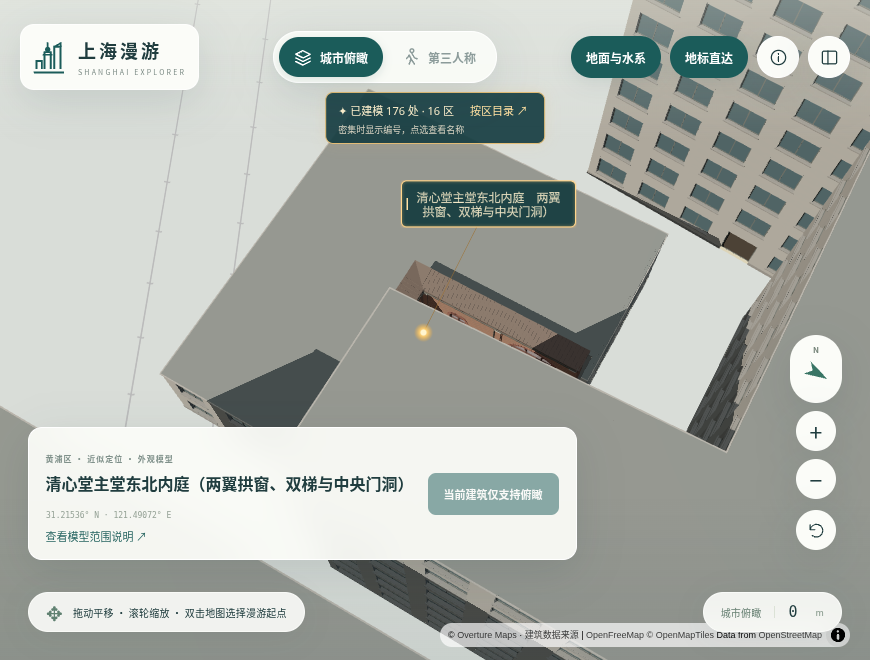 上海漫游
SHANGHAI EXPLORER
城市俯瞰
第三人称
地面与水系
地标直达
✦ 已建模 176 处 · 16 区 按区目录 ↗
密集时显示编号，点选查看名称
清心堂主堂东北内庭 两翼
拱窗、双梯与中央门洞）
N
+
−
黄浦区 · 近似定位 · 外观模型
清心堂主堂东北内庭（两翼拱窗、双梯与中央门洞）
31.21536° N · 121.49072° E
查看模型范围说明 ↗
当前建筑仅支持俯瞰
拖动平移 · 滚轮缩放 · 双击地图选择漫游起点
城市俯瞰 0 m
© Overture Maps · 建筑数据来源 | OpenFreeMap © OpenMapTiles Data from OpenStreetMap